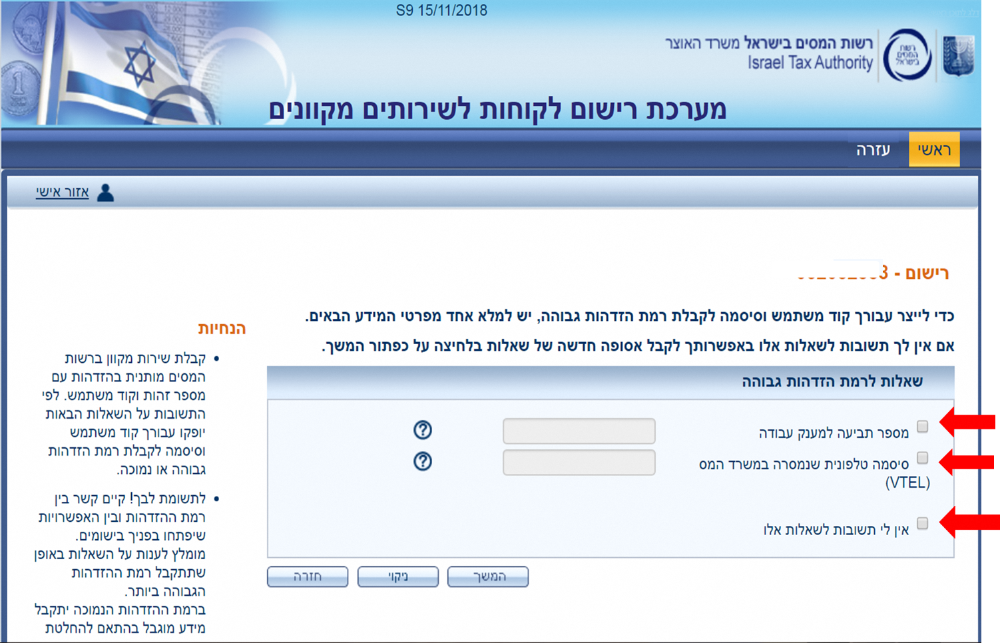 S9 15/11/2018
רשות המסים בישראל משרד האוצר
Israel Tax Authority
רשות
המסים
בישראל
מערכת רישום לקוחות לשירותים מקוונים
ראשי
עזרה
אזור אישי
רישום -
כדי לייצר עבורך קוד משתמש וסיסמה לקבלת רמת הזדהות גבוהה, יש למלא אחד מפרטי המידע הבאים.
אם אין לך תשובות לשאלות אלו באפשרותך לקבל אסופה חדשה של שאלות בלחיצה על כפתור המשך.
שאלות לרמת הזדהות גבוהה
מספר תביעה למענק עבודה
?
סיסמה טלפונית שנמסרה במשרד המס
(VTEL)
?
אין לי תשובות לשאלות אלו
המשך
ניקוי
חזרה
הנחיות
• קבלת שירות מקוון ברשות
המסים מותנית בהזדהות עם
מספר זהות וקוד משתמש. לפי
התשובות על השאלות הבאות
יופקו עבורך קוד משתמש
וסיסמה לקבלת רמת הזדהות
גבוהה או נמוכה.
• לתשומת לבך! קיים קשר בין
רמת ההזדהות ובין האפשרויות
שיפתחו בפניך בישומים.
מומלץ לענות על השאלות באופן
שתתקבל רמת ההזדהות
הגבוהה ביותר.
ברמת ההזדהות הנמוכה יתקבל
מידע מוגבל בהתאם להחלטת